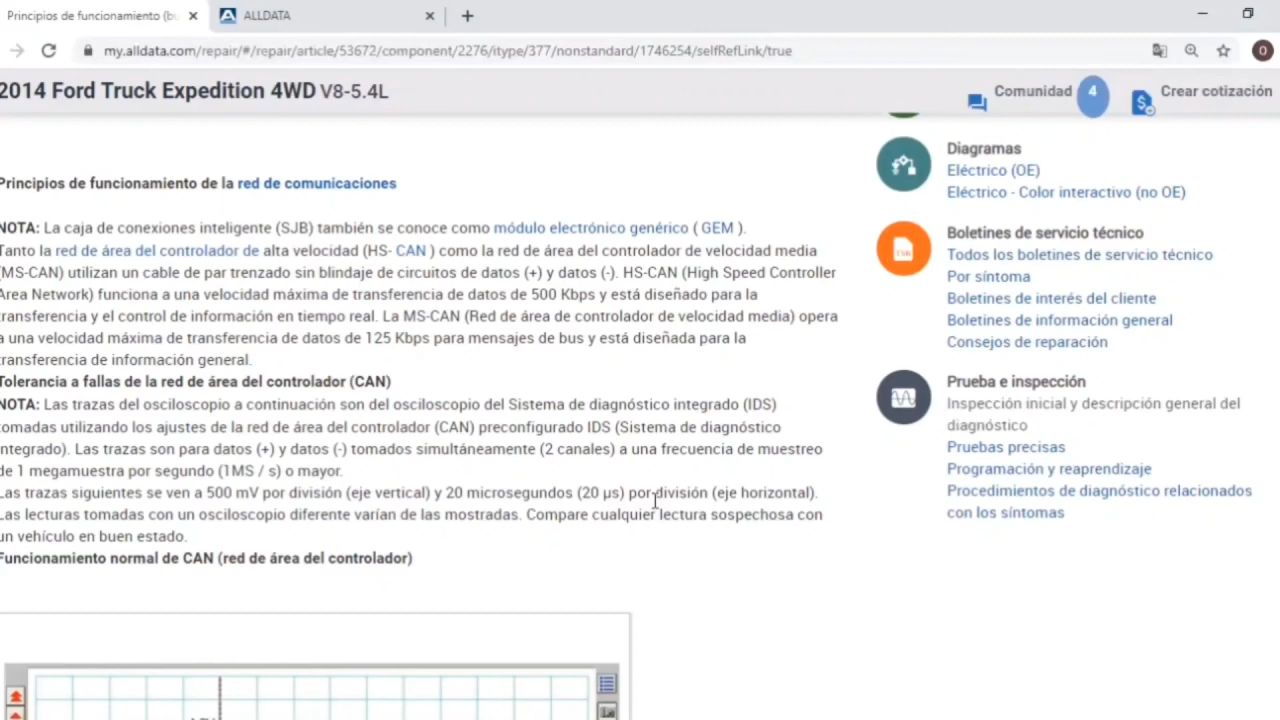 Principios de funcionamiento (bu
ALLDATA
my.alldata.com/repair/#/repair/article/53672/component/2276/itype/377/nonstandard/1746254/selfRefLink/true
O
2014 Ford Truck Expedition 4WD V8-5.4L
Comunidad 4
Crear cotización
Principios de funcionamiento de la red de comunicaciones
NOTA: La caja de conexiones inteligente (SJB) también se conoce como módulo electrónico genérico ( GEM ).
Tanto la red de área del controlador de alta velocidad (HS- CAN ) como la red de área del controlador de velocidad media
(MS-CAN) utilizan un cable de par trenzado sin blindaje de circuitos de datos (+) y datos (-). HS-CAN (High Speed Controller
Area Network) funciona a una velocidad máxima de transferencia de datos de 500 Kbps y está diseñado para la
transferencia y el control de información en tiempo real. La MS-CAN (Red de área de controlador de velocidad media) opera
a una velocidad máxima de transferencia de datos de 125 Kbps para mensajes de bus y está diseñada para la
transferencia de información general.
Tolerancia a fallas de la red de área del controlador (CAN)
NOTA: Las trazas del osciloscopio a continuación son del osciloscopio del Sistema de diagnóstico integrado (IDS)
tomadas utilizando los ajustes de la red de área del controlador (CAN) preconfigurado IDS (Sistema de diagnóstico
integrado). Las trazas son para datos (+) y datos (-) tomados simultáneamente (2 canales) a una frecuencia de muestreo
de 1 megamuestra por segundo (1MS / s) o mayor.
Las trazas siguientes se ven a 500 mV por división (eje vertical) y 20 microsegundos (20 µs) por división (eje horizontal).
Las lecturas tomadas con un osciloscopio diferente varían de las mostradas. Compare cualquier lectura sospechosa con
un vehículo en buen estado.
Funcionamiento normal de CAN (red de área del controlador)
Diagramas
Eléctrico (OE)
Eléctrico - Color interactivo (no OE)
Boletines de servicio técnico
Todos los boletines de servicio técnico
Por síntoma
Boletines de interés del cliente
Boletines de información general
Consejos de reparación
Prueba e inspección
Inspección inicial y descripción general del
diagnóstico
Pruebas precisas
Programación y reaprendizaje
Procedimientos de diagnóstico relacionados
con los síntomas